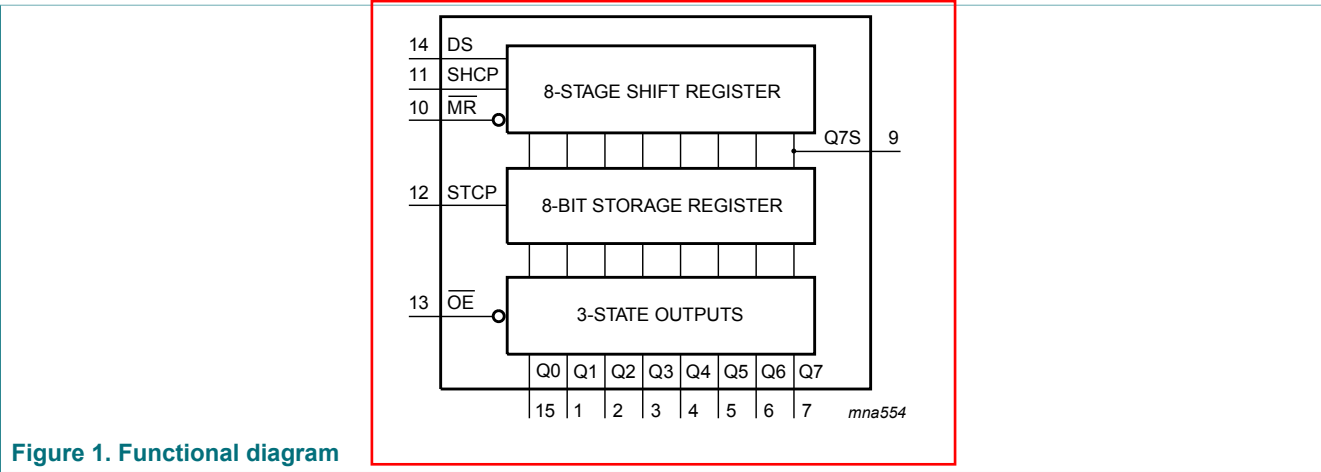 14 DS
11 SHCP
8-STAGE SHIFT REGISTER
10 MR
Q7S 9
12 STCP
8-BIT STORAGE REGISTER
13 OE
3-STATE OUTPUTS
Q0 Q1 Q2 Q3 Q4 Q5 Q6 Q7
15 1 2 3 4 5 6 7 mna554
Figure 1. Functional diagram